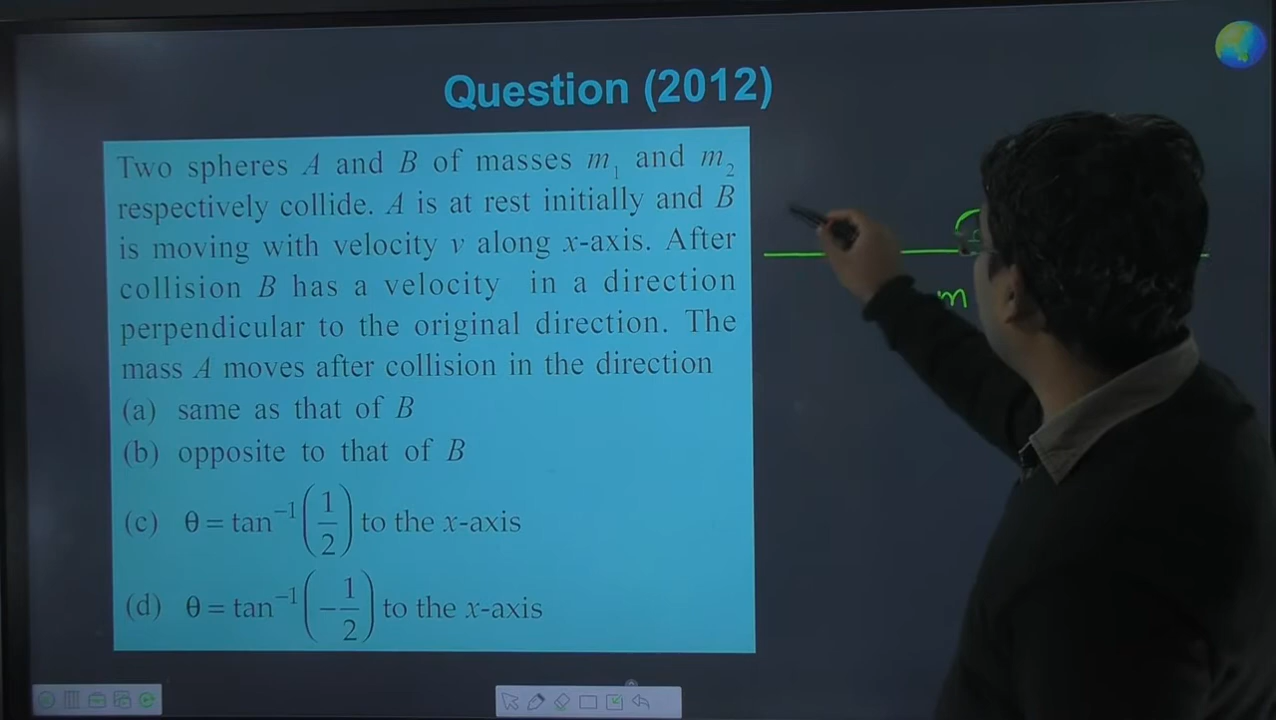 Question (2012)
Two spheres A and B of masses m₁ and m₂
respectively collide. A is at rest initially and B
is moving with velocity v along x-axis. After
collision B has a velocity in a direction
perpendicular to the original direction. The
mass A moves after collision in the direction
(a) same as that of B
(b) opposite to that of B
(c) θ = tan⁻¹(1/2) to the x-axis
(d) θ = tan⁻¹(-1/2) to the x-axis
m